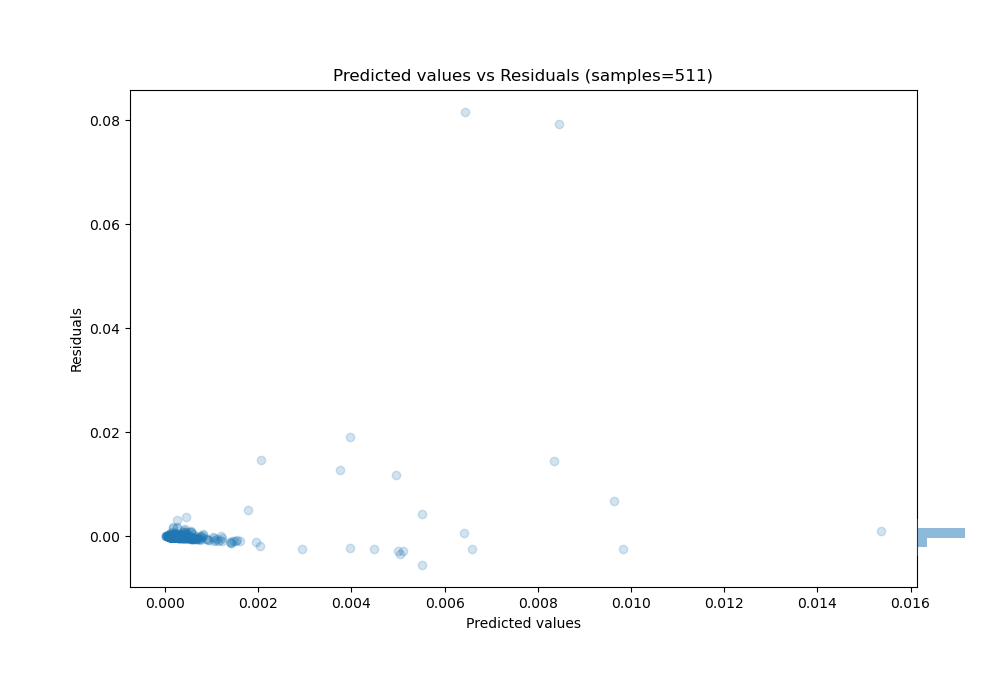 Predicted values vs Residuals (samples=511)
0.08
0.06
0.04
0.02
0.00
Residuals
0.000 0.002 0.004 0.006 0.008 0.010 0.012 0.014 0.016
Predicted values